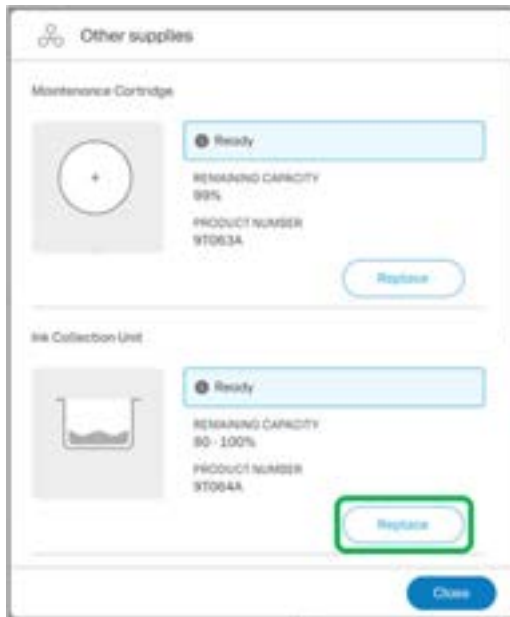 Other supplies
Maintenance Cartridge
Ready
REMAINING CAPACITY
99%
PRODUCT NUMBER
9T063A
Replace
Ink Collection Unit
Ready
REMAINING CAPACITY
80 - 100%
PRODUCT NUMBER
9T064A
Replace
Close